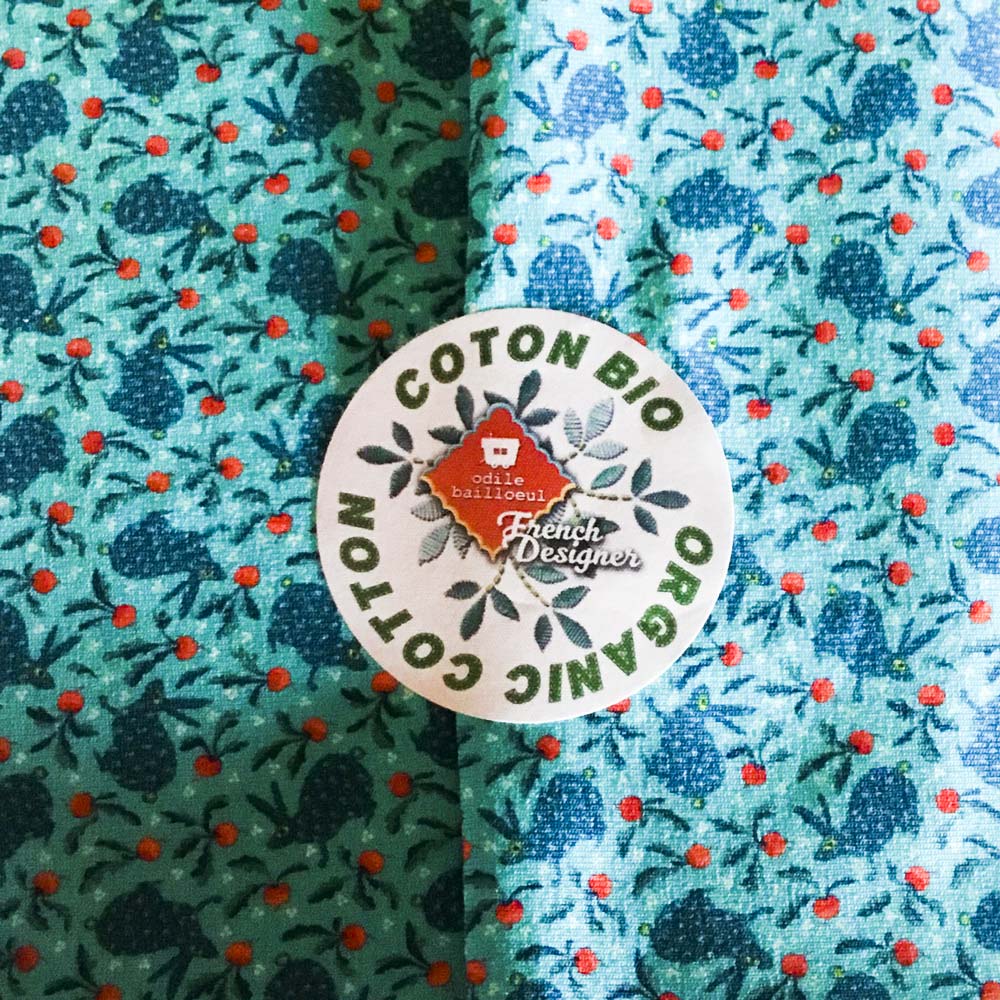 COTON BIO
odile
bailloeul
French
Designer
ORGANIC COTTON